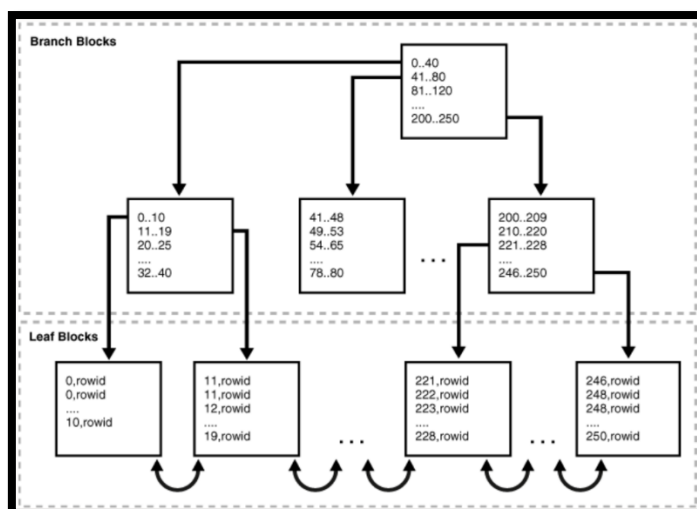 Branch Blocks
0..40
41..80
81..120
....
200..250
0..10
11..19
20..25
....
32..40
41..48
49..53
54..65
....
78..80
...
200..209
210..220
221..228
....
246..250
Leaf Blocks
0,rowid
0,rowid
....
10,rowid
11,rowid
11,rowid
12,rowid
....
19,rowid
...
221,rowid
222,rowid
223,rowid
....
228,rowid
...
246,rowid
248,rowid
248,rowid
....
250,rowid